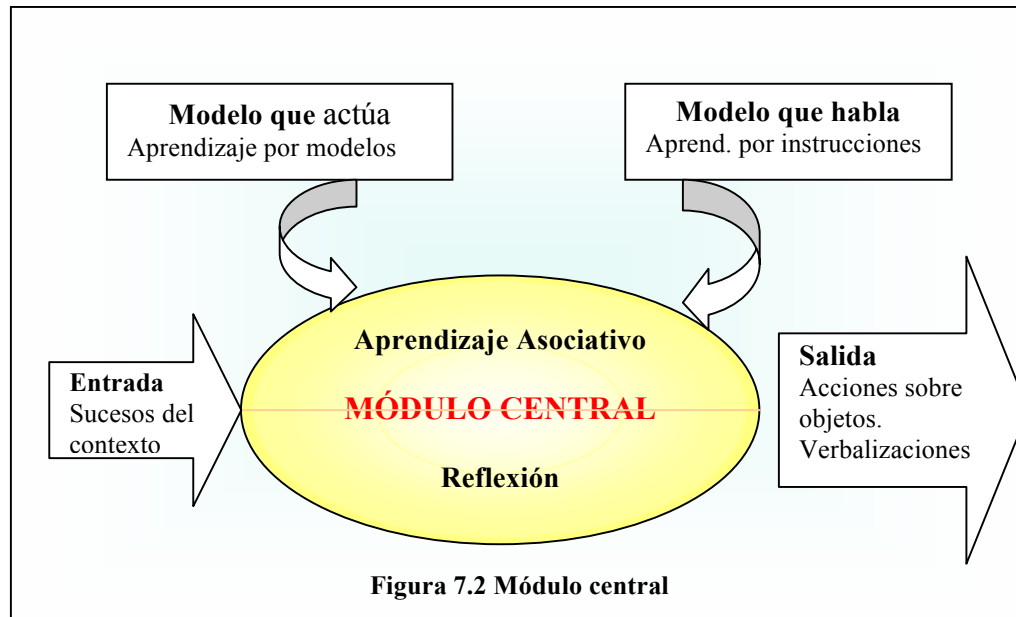 Modelo que actúa
Aprendizaje por modelos
Modelo que habla
Aprend. por instrucciones
Entrada
Sucesos del
contexto
Aprendizaje Asociativo
MÓDULO CENTRAL
Reflexión
Salida
Acciones sobre
objetos.
Verbalizaciones
Figura 7.2 Módulo central